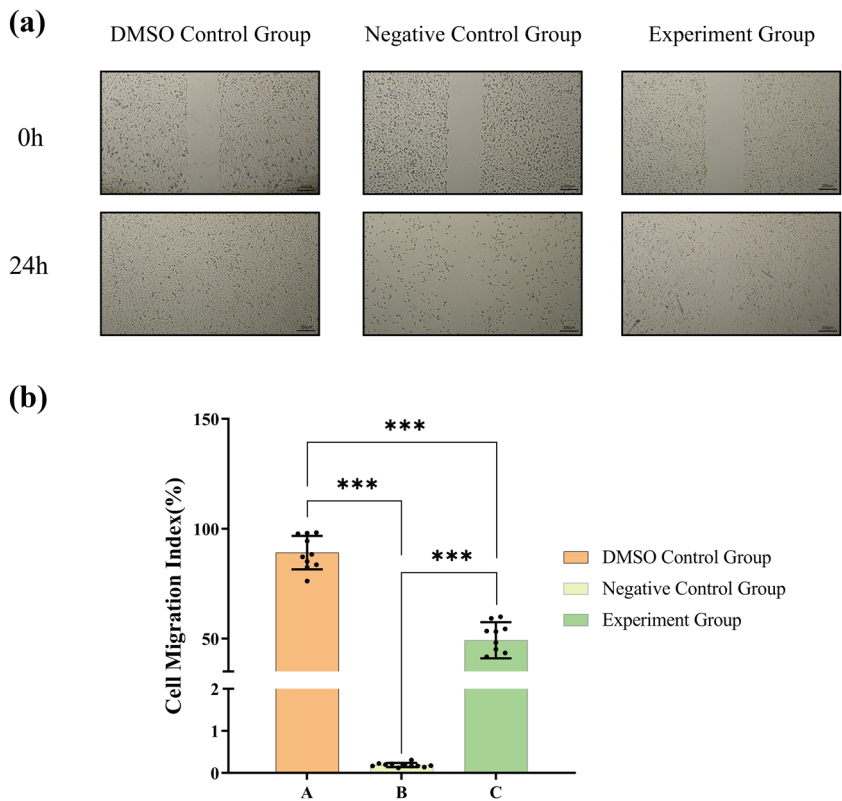 (a)
DMSO Control Group
Negative Control Group
Experiment Group
0h
24h
(b)
Cell Migration Index(%)
150
100
50
2
1
0
***
***
***
A
B
C
DMSO Control Group
Negative Control Group
Experiment Group